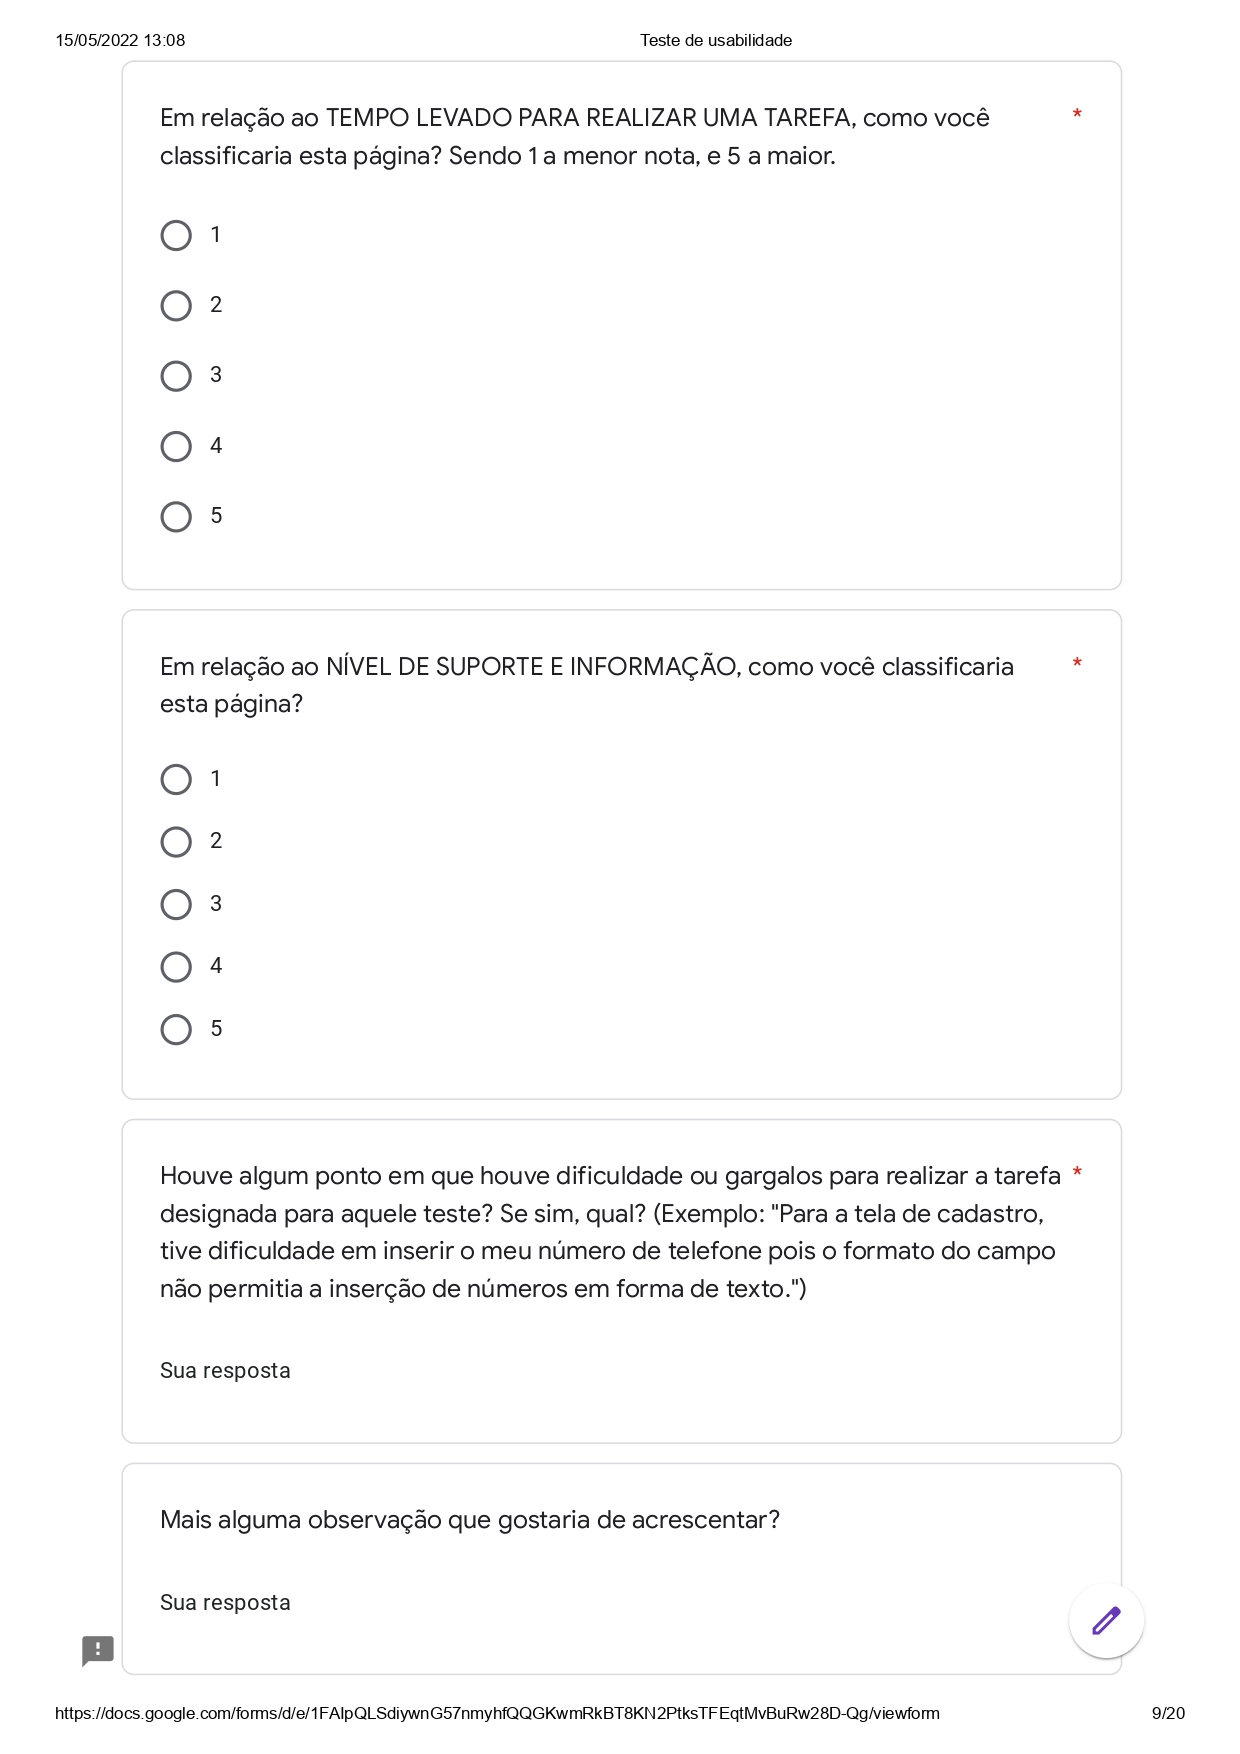 15/05/2022 13:08
Teste de usabilidade
Em relação ao TEMPO LEVADO PARA REALIZAR UMA TAREFA, como você *
classificaria esta página? Sendo 1 a menor nota, e 5 a maior.
1
2
3
4
5
Em relação ao NÍVEL DE SUPORTE E INFORMAÇÃO, como você classificaria *
esta página?
1
2
3
4
5
Houve algum ponto em que houve dificuldade ou gargalos para realizar a tarefa *
designada para aquele teste? Se sim, qual? (Exemplo: "Para a tela de cadastro,
tive dificuldade em inserir o meu número de telefone pois o formato do campo
não permitia a inserção de números em forma de texto.")
Sua resposta
Mais alguma observação que gostaria de acrescentar?
Sua resposta
https://docs.google.com/forms/d/e/1FAIpQLSdiywnG57nmyhfQQGKwmRkBT8KN2PtksTFEqtMvBuRw28D-Qg/viewform
9/20